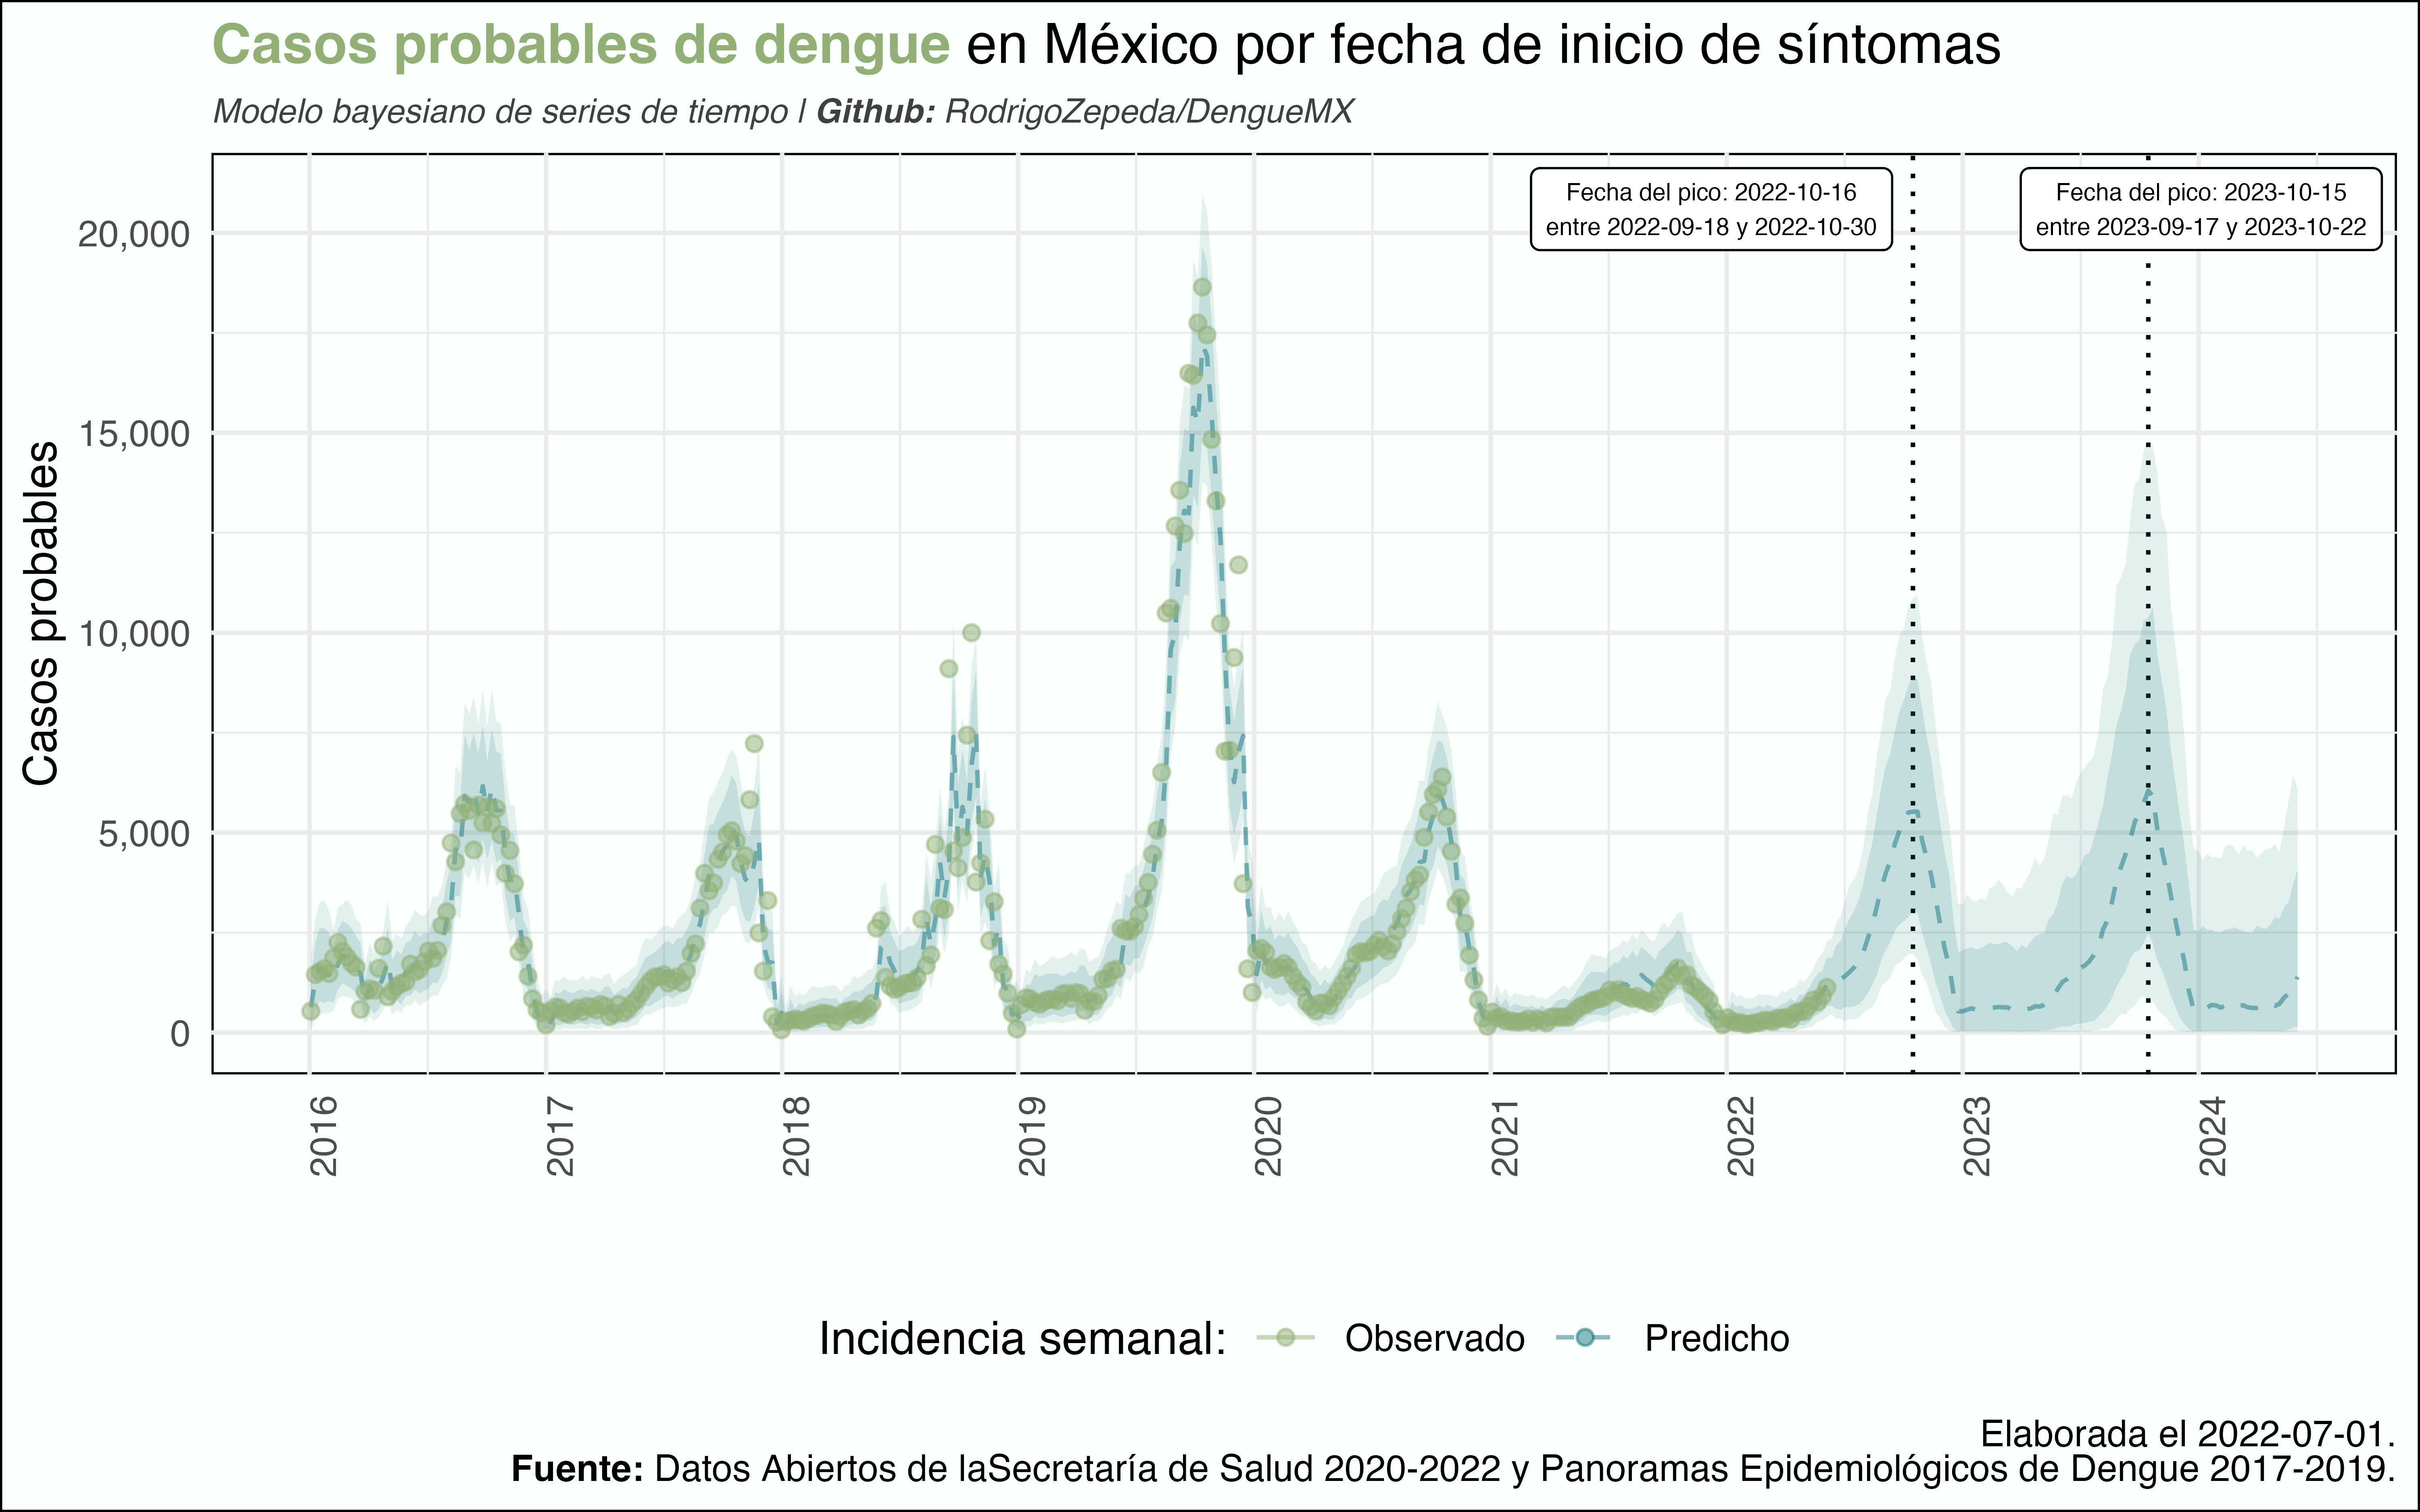 Casos probables de dengue en México por fecha de inicio de síntomas
Modelo bayesiano de series de tiempo | Github: RodrigoZepeda/DengueMX
Casos probables
20,000
15,000
10,000
5,000
0
Fecha del pico: 2022-10-16
entre 2022-09-18 y 2022-10-30
Fecha del pico: 2023-10-15
entre 2023-09-17 y 2023-10-22
2016
2017
2018
2019
2020
2021
2022
2023
2024
Incidencia semanal:
Observado
Predicho
Elaborada el 2022-07-01.
Fuente: Datos Abiertos de laSecretaría de Salud 2020-2022 y Panoramas Epidemiológicos de Dengue 2017-2019.